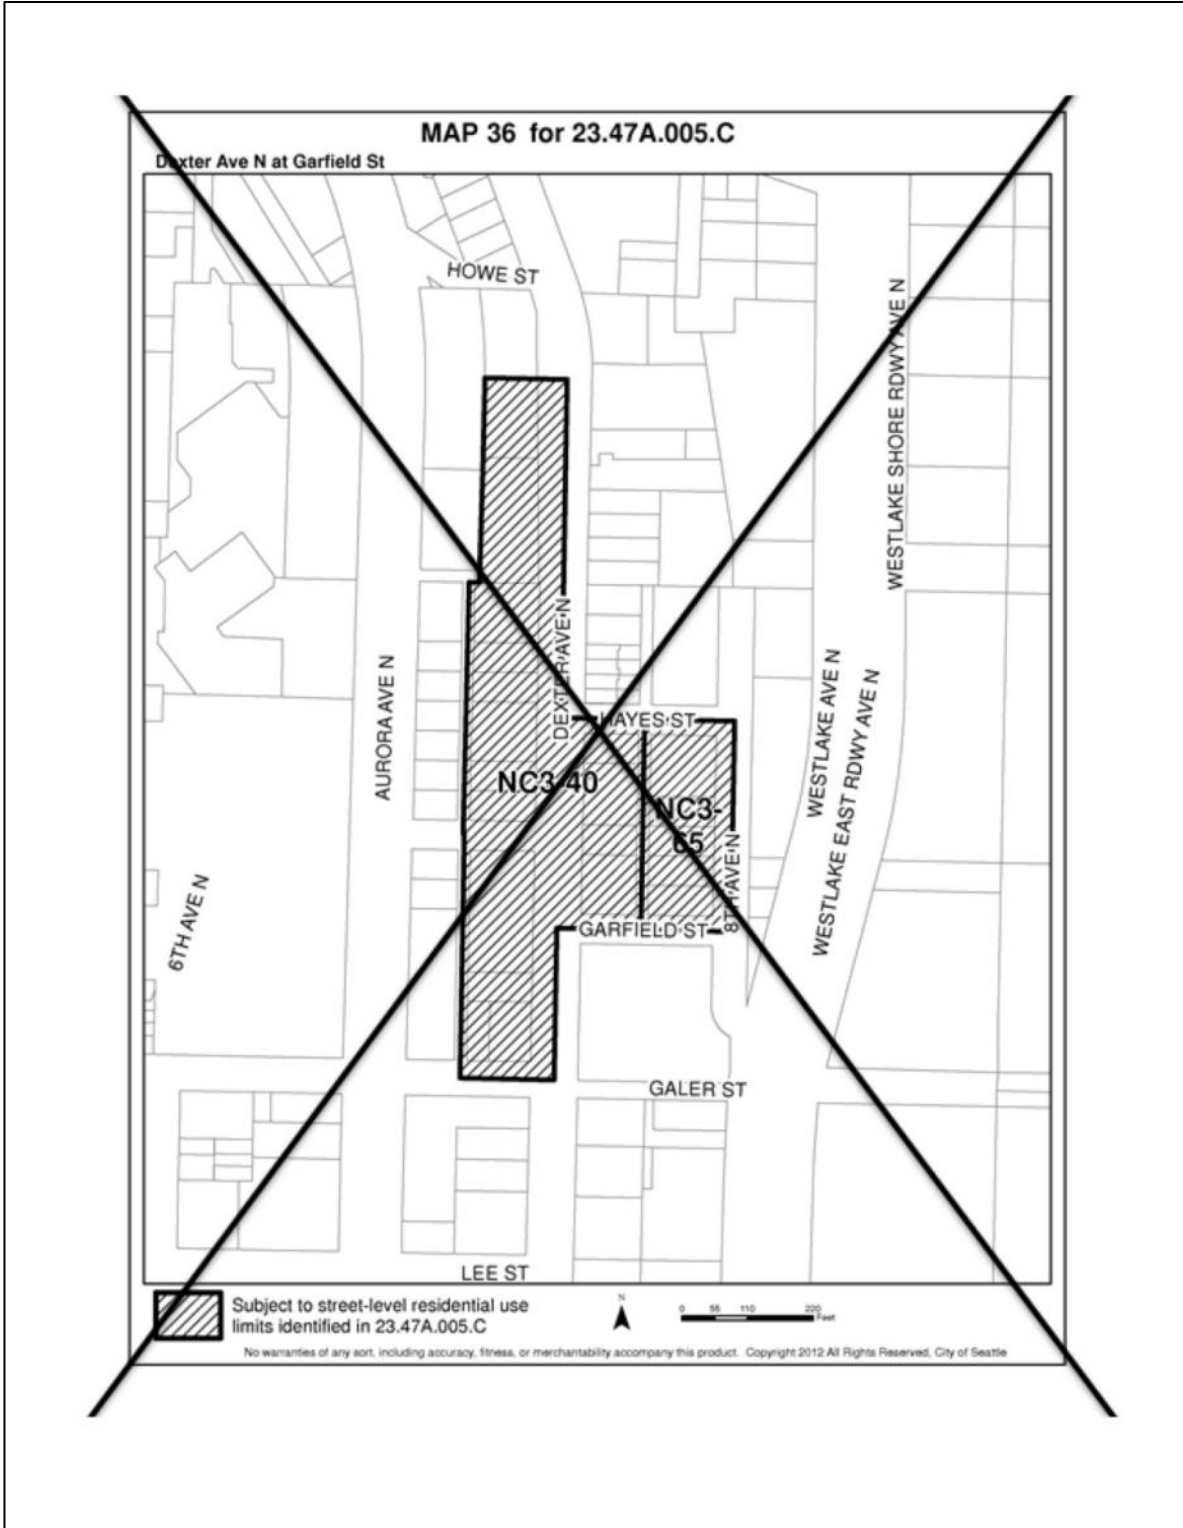 MAP 36 for 23.47A.005.C
Dexter Ave N at Garfield St
HOWE ST
WESTLAKE SHORE RDWY AVE N
DEXTER AVE N
AURORA AVE N
HAYES ST
WESTLAKE AVE N
WESTLAKE EAST RDWY AVE N
NC3-40
NC3-
65
8TH AVE N
6TH AVE N
GARFIELD ST
GALER ST
LEE ST
Subject to street-level residential use
limits identified in 23.47A.005.C
N
0 55 110 220
Feet
No warranties of any sort, including accuracy, fitness, or merchantability accompany this product. Copyright 2012 All Rights Reserved, City of Seattle